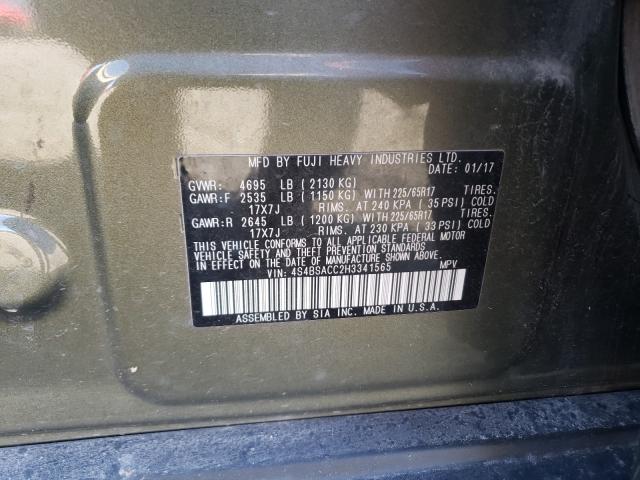 MFD BY FUJI HEAVY INDUSTRIES LTD.
DATE: 01/17
GVWR: 4695 LB ( 2130 KG)
GAWR:F 2535 LB ( 1150 KG) WITH 225/65R17 TIRES.
17X7J RIMS. AT 240 KPA ( 35 PSI) COLD
GAWR:R 2645 LB ( 1200 KG) WITH 225/65R17 TIRES.
17X7J RIMS. AT 230 KPA ( 33 PSI) COLD
THIS VEHICLE CONFORMS TO ALL APPLICABLE FEDERAL MOTOR
VEHICLE SAFETY AND THEFT PREVENTION STANDARDS IN
EFFECT ON THE DATE OF MANUFACTURE SHOWN ABOVE.
VIN: 4S4BSACC2H3341565 MPV
ASSEMBLED BY SIA INC. MADE IN U.S.A.